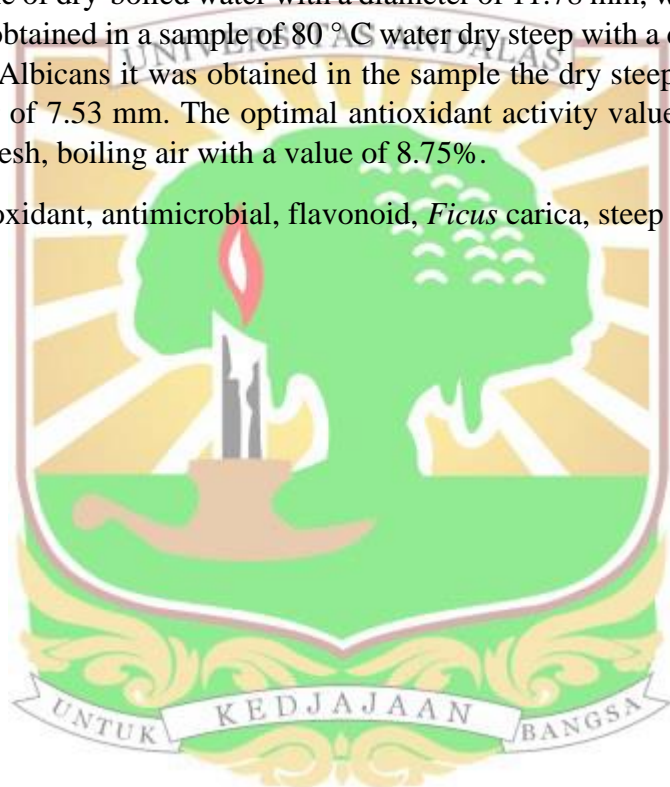 e of dry-boiled water with a diameter of 11.78 mm, w
obtained in a sample of 80 ° C water dry steep with a
UNIVERSITAS ANDALAS
Albicans it was obtained in the sample the dry steep
of 7.53 mm. The optimal antioxidant activity value
esh, boiling air with a value of 8.75%.
oxidant, antimicrobial, flavonoid, Ficus carica, steep
UNTUK KEDJAJAAN BANGSA